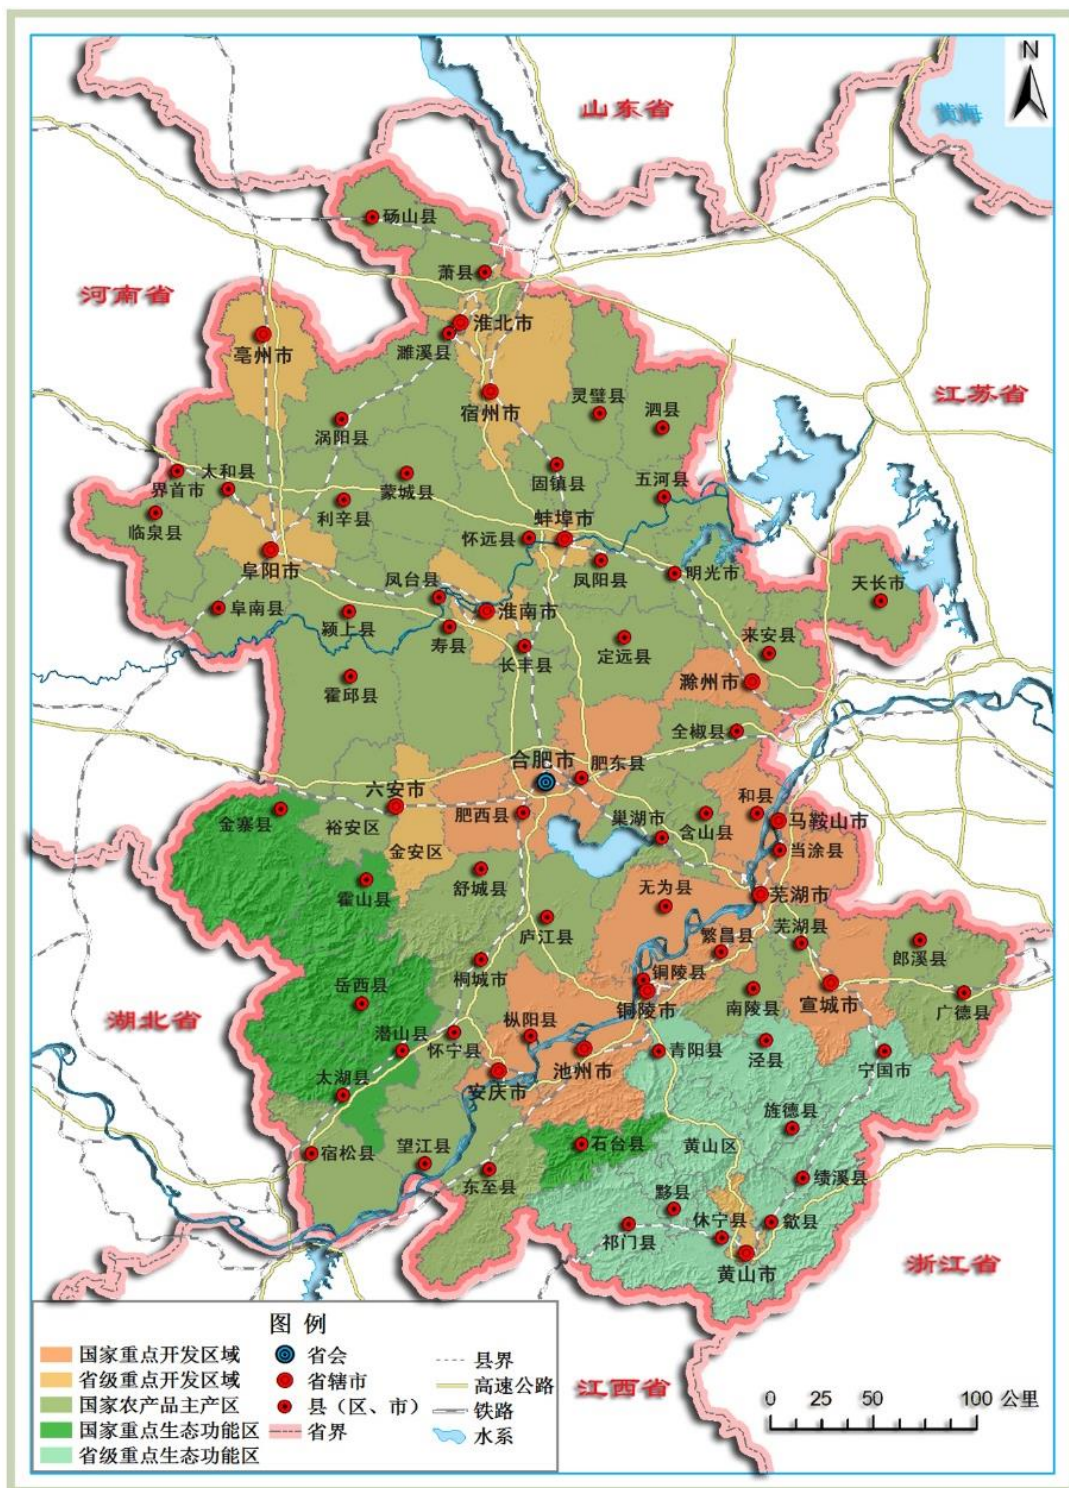 N
山东省
黄海
砀山县
萧县
河南省
淮北市
亳州市
濉溪县
江苏省
灵璧县
宿州市
泗县
涡阳县
太和县
界首市
蒙城县
固镇县
五河县
利辛县
临泉县
蚌埠市
怀远县
阜阳市
凤台县
凤阳县
明光市
天长市
阜南县
颍上县
淮南市
寿县
长丰县
定远县
来安县
霍邱县
滁州市
全椒县
合肥市
肥东县
六安市
金寨县
裕安区
肥西县
巢湖市
含山县
和县
马鞍山市
当涂县
金安区
霍山县
舒城县
无为县
芜湖市
庐江县
繁昌县
芜湖县
郎溪县
桐城市
铜陵县
岳西县
铜陵市
南陵县
宣城市
广德县
湖北省
枞阳县
潜山县
怀宁县
池州市
青阳县
泾县
宁国市
太湖县
安庆市
旌德县
宿松县
望江县
石台县
黄山区
东至县
绩溪县
黟县
休宁县
歙县
祁门县
黄山市
浙江省
江西省
图 例
国家重点开发区域
省级重点开发区域
国家农产品主产区
国家重点生态功能区
省级重点生态功能区
省会
省辖市
县（区、市）
省界
县界
高速公路
铁路
水系
0 25 50 100 公里